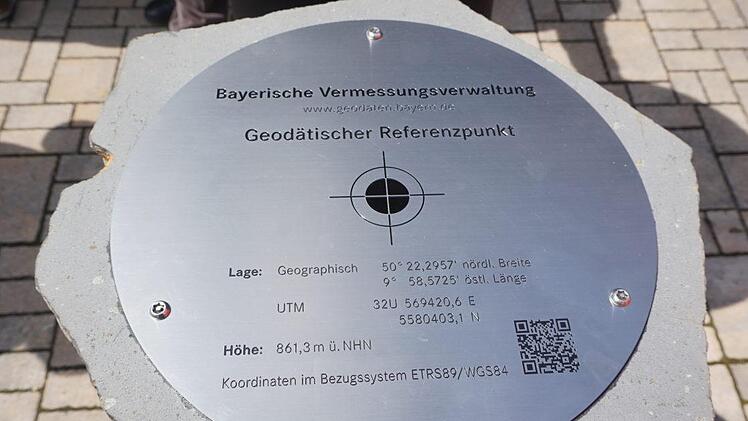 Bayerische Vermessungsverwaltung
www.geodaten.bayern.de
Geodätischer Referenzpunkt
Lage: Geographisch 50° 22,2957' nördl. Breite
9° 58,5725' östl. Länge
UTM 32U 569420,6 E
5580403,1 N
Höhe: 861,3 m ü. NHN
Koordinaten im Bezugssystem ETRS89/WGS84